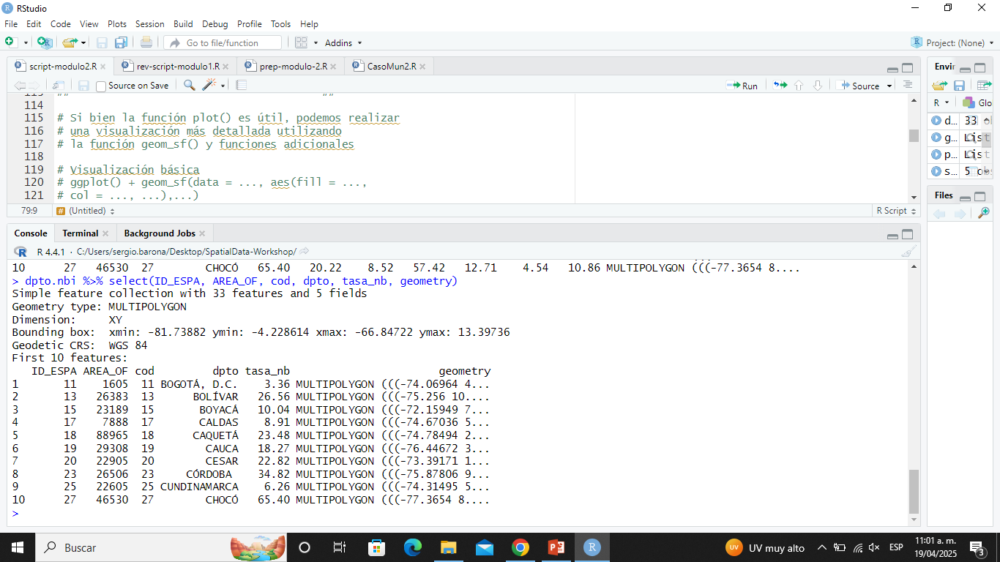 RStudio
File Edit Code View Plots Session Build Debug Profile Tools Help
Go to file/function Addins Project: (None)
script-modulo2.R rev-script-modulo1.R prep-modulo-2.R CasoMun2.R
Source on Save Run Source
113 ## ##
114
115 # Si bien la función plot() es útil, podemos realizar
116 # una visualización más detallada utilizando
117 # la función geom_sf() y funciones adicionales
118
119 # Visualización básica
120 # ggplot() + geom_sf(data = ..., aes(fill = ...,
121 # col = ..., ...),...)
79:9 # (Untitled) R Script
Console Terminal Background Jobs
R 4.4.1 · C:/Users/sergio.barona/Desktop/SpatialData-Workshop/
10 27 46530 27 CHOCÓ 65.40 20.22 8.52 57.42 12.71 4.54 10.86 MULTIPOLYGON (((-77.3654 8....
> dpto.nbi %>% select(ID_ESPA, AREA_OF, cod, dpto, tasa_nb, geometry)
Simple feature collection with 33 features and 5 fields
Geometry type: MULTIPOLYGON
Dimension: XY
Bounding box: xmin: -81.73882 ymin: -4.228614 xmax: -66.84722 ymax: 13.39736
Geodetic CRS: WGS 84
First 10 features:
ID_ESPA AREA_OF cod dpto tasa_nb geometry
1 11 1605 11 BOGOTÁ, D.C. 3.36 MULTIPOLYGON (((-74.06964 4...
2 13 26383 13 BOLÍVAR 26.56 MULTIPOLYGON (((-75.256 10....
3 15 23189 15 BOYACÁ 10.04 MULTIPOLYGON (((-72.15949 7...
4 17 7888 17 CALDAS 8.91 MULTIPOLYGON (((-74.67036 5...
5 18 88965 18 CAQUETÁ 23.48 MULTIPOLYGON (((-74.78494 2...
6 19 29308 19 CAUCA 18.27 MULTIPOLYGON (((-76.44672 3...
7 20 22905 20 CESAR 22.82 MULTIPOLYGON (((-73.39171 1...
8 23 26506 23 CÓRDOBA 34.82 MULTIPOLYGON (((-75.87806 9...
9 25 22605 25 CUNDINAMARCA 6.26 MULTIPOLYGON (((-74.31495 5...
10 27 46530 27 CHOCÓ 65.40 MULTIPOLYGON (((-77.3654 8....
>
Envir
R Glo
d... 33
g... List
p... List
s... 5
Files
Buscar
UV UV muy alto ESP 11:01 a. m.
19/04/2025 3